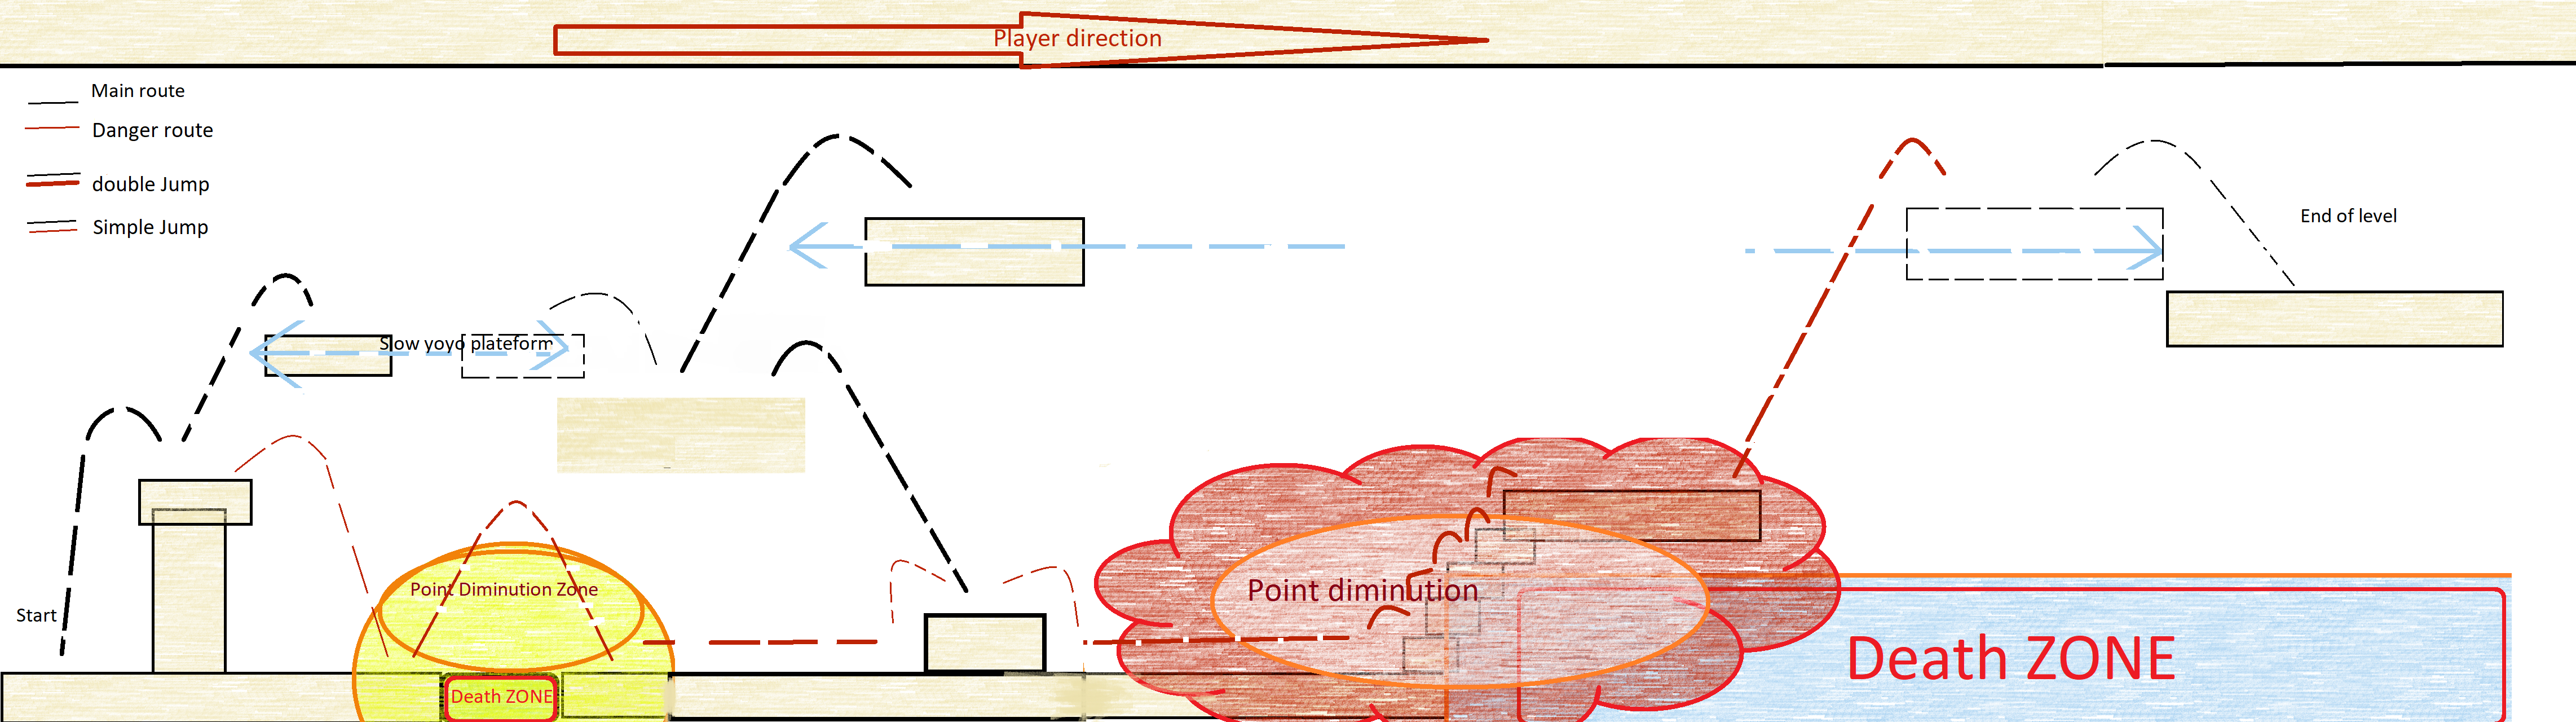 Player direction
Main route
Danger route
double Jump
Simple Jump
End of level
Slow yoyo plateform
Point Diminution Zone
Point diminution
Start
Death ZONE
Death ZONE